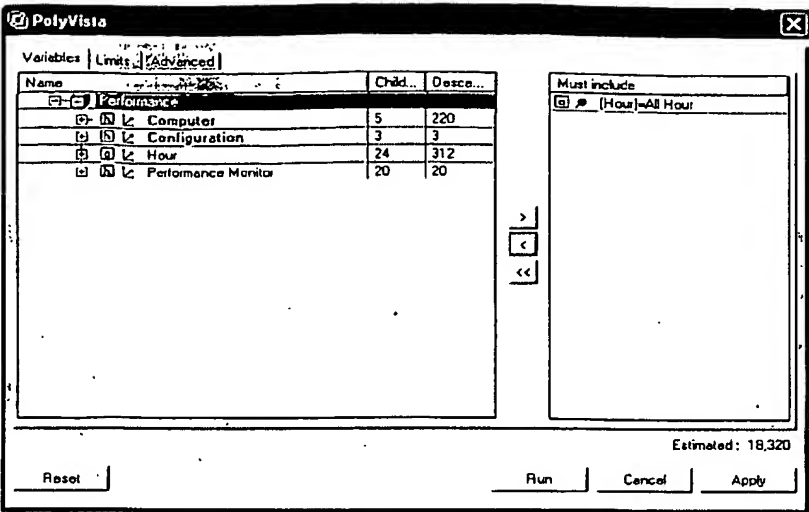 PolyVista
Variables Limits Advanced
Name Child... Desce...
Performance
Computer 5 220
Configuration 3 3
Hour 24 312
Performance Monitor 20 20
Must include
[Hour]=All Hour
>
<
<<
Estimated: 18,320
Reset Run Cancel Apply